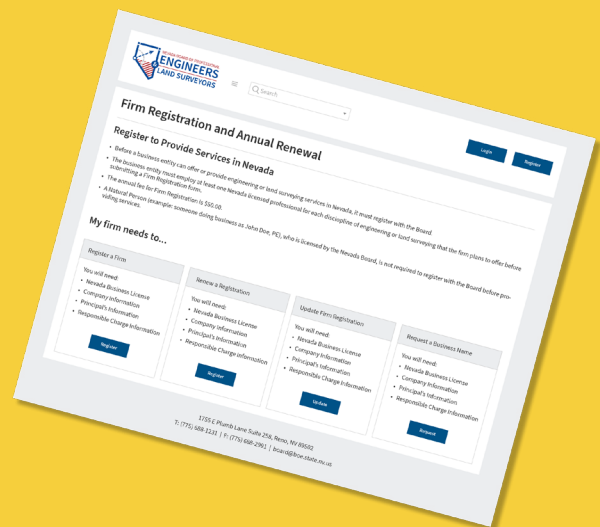 NEVADA BOARD OF PROFESSIONAL
ENGINEERS
LAND SURVEYORS
Search
Login
Register
Firm Registration and Annual Renewal
Register to Provide Services in Nevada
• Before a business entity can offer or provide engineering or land surveying services in Nevada, it must register with the Board
• The business entity must employ at least one Nevada licensed professional for each discipline of engineering or land surveying that the firm plans to offer before
submitting a Firm Registration form.
• The annual fee for Firm Registration is $50.00.
• A Natural Person (example: someone doing business as John Doe, PE), who is licensed by the Nevada Board, is not required to register with the Board before pro-
viding services.
My firm needs to...
Register a Firm
You will need:
• Nevada Business License
• Company Information
• Principal's Information
• Responsible Charge Information
Register
Renew a Registration
You will need:
• Nevada Business License
• Company Information
• Principal's Information
• Responsible Charge Information
Register
Update Firm Registration
You will need:
• Nevada Business License
• Company Information
• Principal's Information
• Responsible Charge Information
Update
Request a Business Name
You will need:
• Nevada Business License
• Company Information
• Principal's Information
• Responsible Charge Information
Request
1755 E Plumb Lane Suite 258, Reno, NV 89502
T: (775) 688-1231 | F: (775) 688-2991 | board@boe.state.nv.us